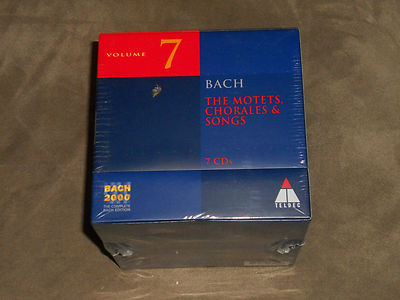 VOLUME 7
BACH
THE MOTETS,
CHORALES &
SONGS
7 CDs
BACH
2000
THE COMPLETE
BACH EDITION
TELDEC